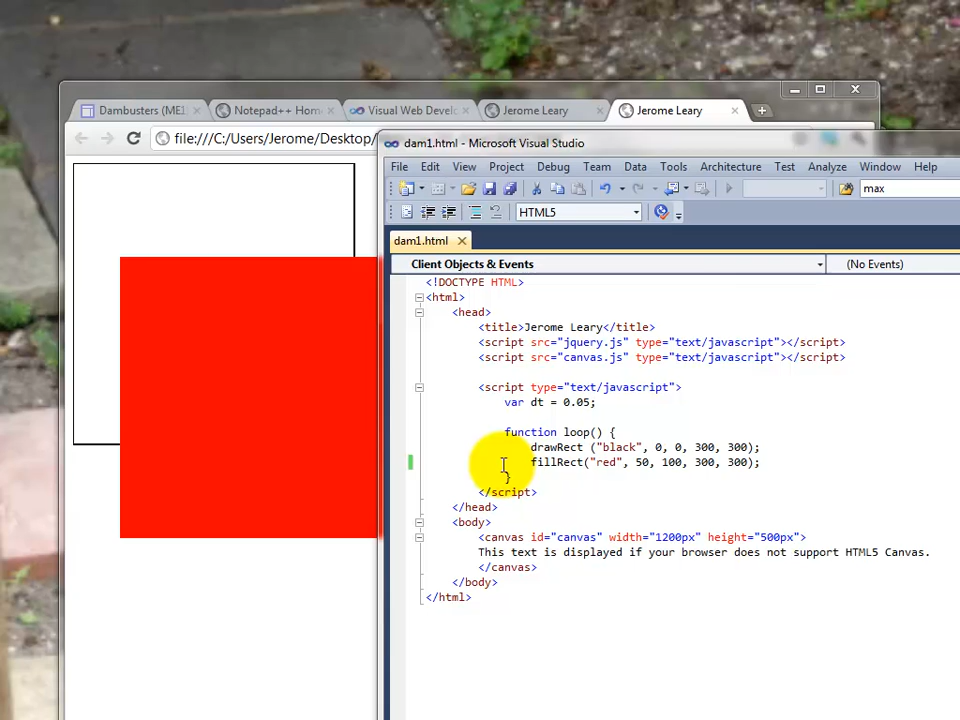 Dambusters (ME1
Notepad++ Hom
Visual Web Devel
Jerome Leary
Jerome Leary
file:///C:/Users/Jerome/Desktop/
dam1.html - Microsoft Visual Studio
File Edit View Project Debug Team Data Tools Architecture Test Analyze Window Help
max
HTML5
dam1.html
Client Objects & Events
(No Events)
<!DOCTYPE HTML>
<html>
<head>
<title>Jerome Leary</title>
<script src="jquery.js" type="text/javascript"></script>
<script src="canvas.js" type="text/javascript"></script>
<script type="text/javascript">
var dt = 0.05;
function loop() {
drawRect ("black", 0, 0, 300, 300);
fillRect("red", 50, 100, 300, 300);
}
</script>
</head>
<body>
<canvas id="canvas" width="1200px" height="500px">
This text is displayed if your browser does not support HTML5 Canvas.
</canvas>
</body>
</html>